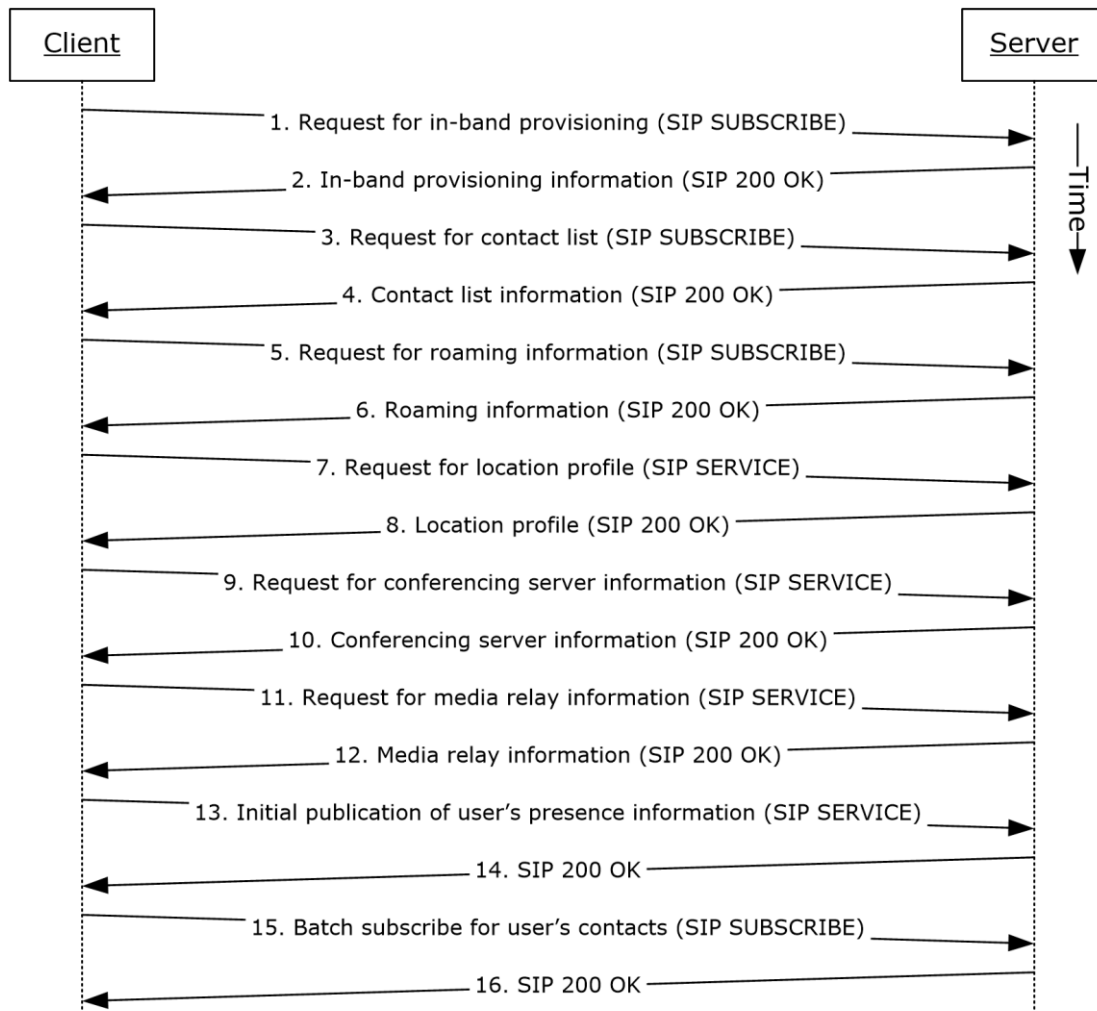 Client
Server
1. Request for in-band provisioning (SIP SUBSCRIBE)
2. In-band provisioning information (SIP 200 OK)
Time
3. Request for contact list (SIP SUBSCRIBE)
4. Contact list information (SIP 200 OK)
5. Request for roaming information (SIP SUBSCRIBE)
6. Roaming information (SIP 200 OK)
7. Request for location profile (SIP SERVICE)
8. Location profile (SIP 200 OK)
9. Request for conferencing server information (SIP SERVICE)
10. Conferencing server information (SIP 200 OK)
11. Request for media relay information (SIP SERVICE)
12. Media relay information (SIP 200 OK)
13. Initial publication of user’s presence information (SIP SERVICE)
14. SIP 200 OK
15. Batch subscribe for user’s contacts (SIP SUBSCRIBE)
16. SIP 200 OK